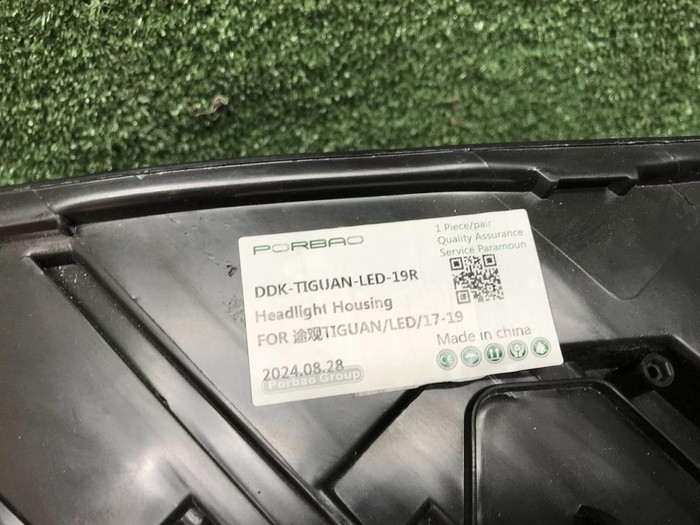 PORBAO
1 Piece/pair
Quality Assurance
Service Paramoun
DDK-TIGUAN-LED-19R
Headlight Housing
FOR 途观TIGUAN/LED/17-19
Made in china
2024.08.28
Porbao Group